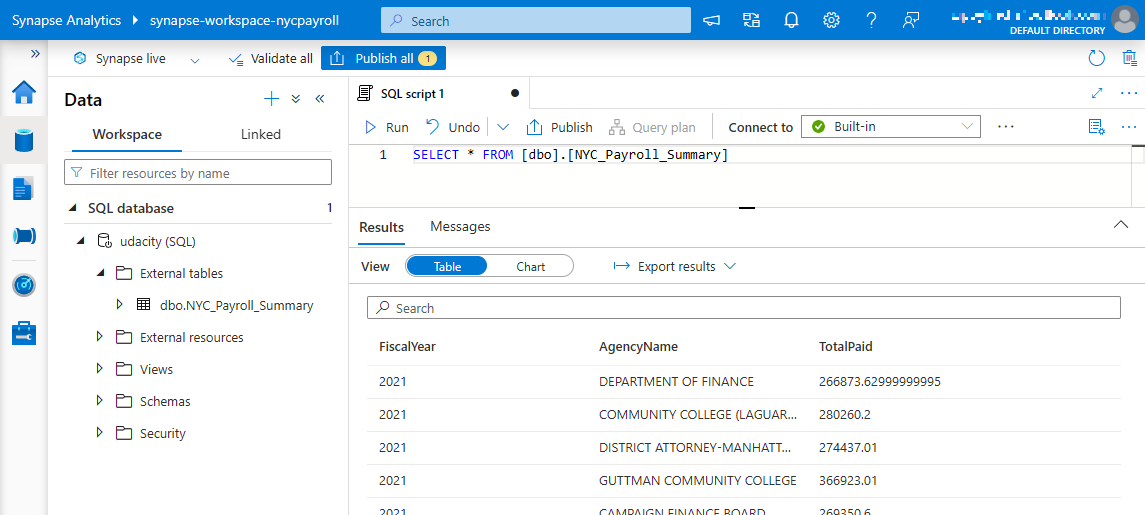 Synapse Analytics › synapse-workspace-nycpayroll
Search
DEFAULT DIRECTORY
Synapse live
Validate all
Publish all 1
Data
Workspace
Linked
Filter resources by name
SQL database 1
udacity (SQL)
External tables
dbo.NYC_Payroll_Summary
External resources
Views
Schemas
Security
SQL script 1
Run
Undo
Publish
Query plan
Connect to
Built-in
1 SELECT * FROM [dbo].[NYC_Payroll_Summary]
Results
Messages
View
Table
Chart
Export results
Search
FiscalYear AgencyName TotalPaid
2021 DEPARTMENT OF FINANCE 266873.62999999995
2021 COMMUNITY COLLEGE (LAGUAR... 280260.2
2021 DISTRICT ATTORNEY-MANHATT... 274437.01
2021 GUTTMAN COMMUNITY COLLEGE 366923.01
2021 CAMPAIGN FINANCE BOARD 269350.6